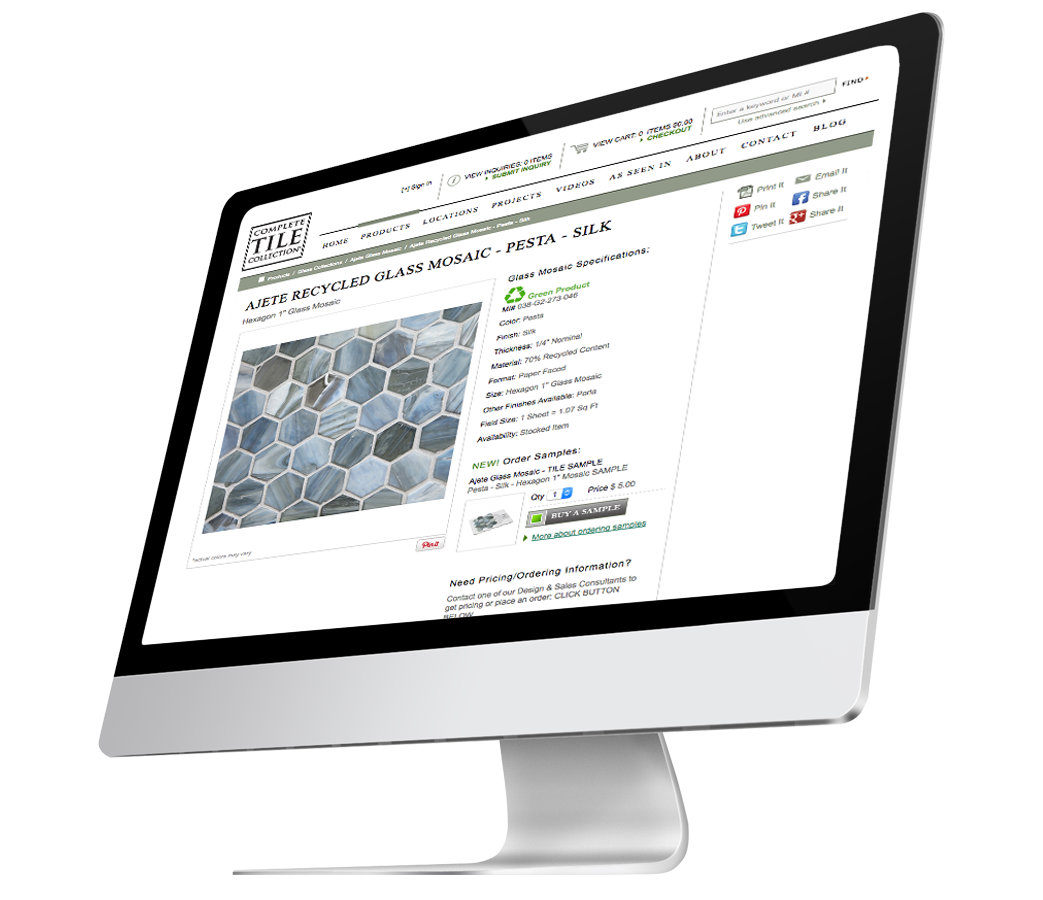 COMPLETE
TILE
COLLECTION
[+] Sign In
VIEW INQUIRIES: 0 ITEMS
SUBMIT INQUIRY
VIEW CART: 0 ITEMS $0.00
CHECKOUT
Enter a keyword or MI #
FIND
Use advanced search
HOME PRODUCTS LOCATIONS PROJECTS VIDEOS AS SEEN IN ABOUT CONTACT BLOG
Products / Glass Collections / Ajete Glass Mosaic / Ajete Recycled Glass Mosaic - Pesta - Silk
AJETE RECYCLED GLASS MOSAIC - PESTA - SILK
Hexagon 1" Glass Mosaic
*actual colors may vary
Pin it
Glass Mosaic Specifications:
Green Product
MI# 038-G2-273-046
Color: Pesta
Finish: Silk
Thickness: 1/4" Nominal
Material: 70% Recycled Content
Format: Paper Faced
Size: Hexagon 1" Glass Mosaic
Other Finishes Available: Perla
Field Size: 1 Sheet = 1.07 Sq Ft
Availability: Stocked Item
NEW! Order Samples:
Ajete Glass Mosaic - TILE SAMPLE
Pesta - Silk - Hexagon 1" Mosaic SAMPLE
Qty 1 Price $ 5.00
BUY A SAMPLE
More about ordering samples
Need Pricing/Ordering Information?
Contact one of our Design & Sales Consultants to
get pricing or place an order: CLICK BUTTON
BELOW
Print It Email It
Pin It Share It
Tweet It Share It